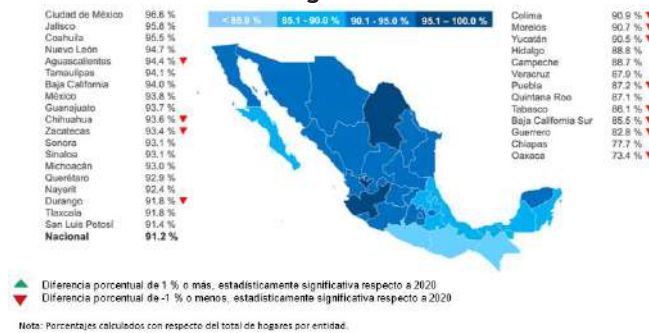 Ciudad de México 96.6 %
Jalisco 95.8 %
Coahuila 95.5 %
Nuevo León 94.7 %
Aguascalientes 94.4 %
Tamaulipas 94.1 %
Baja California 94.0 %
México 93.8 %
Guanajuato 93.7 %
Chihuahua 93.6 %
Zacatecas 93.4 %
Sonora 93.1 %
Sinaloa 93.1 %
Michoacán 93.0 %
Querétaro 92.9 %
Nayarit 92.4 %
Durango 91.8 %
Tlaxcala 91.8 %
San Luis Potosí 91.4 %
Nacional 91.2 %
< 85.0 % 85.1 - 90.0 % 90.1 - 95.0 % 95.1 – 100.0 %
Colima 90.9 %
Morelos 90.7 %
Yucatán 90.5 %
Hidalgo 88.8 %
Campeche 88.7 %
Veracruz 87.9 %
Puebla 87.2 %
Quintana Roo 87.1 %
Tabasco 86.1 %
Baja California Sur 85.5 %
Guerrero 82.8 %
Chiapas 77.7 %
Oaxaca 73.4 %
Diferencia porcentual de 1 % o más, estadísticamente significativa respecto a 2020
Diferencia porcentual de -1 % o menos, estadísticamente significativa respecto a 2020
Nota: Porcentajes calculados con respecto del total de hogares por entidad.